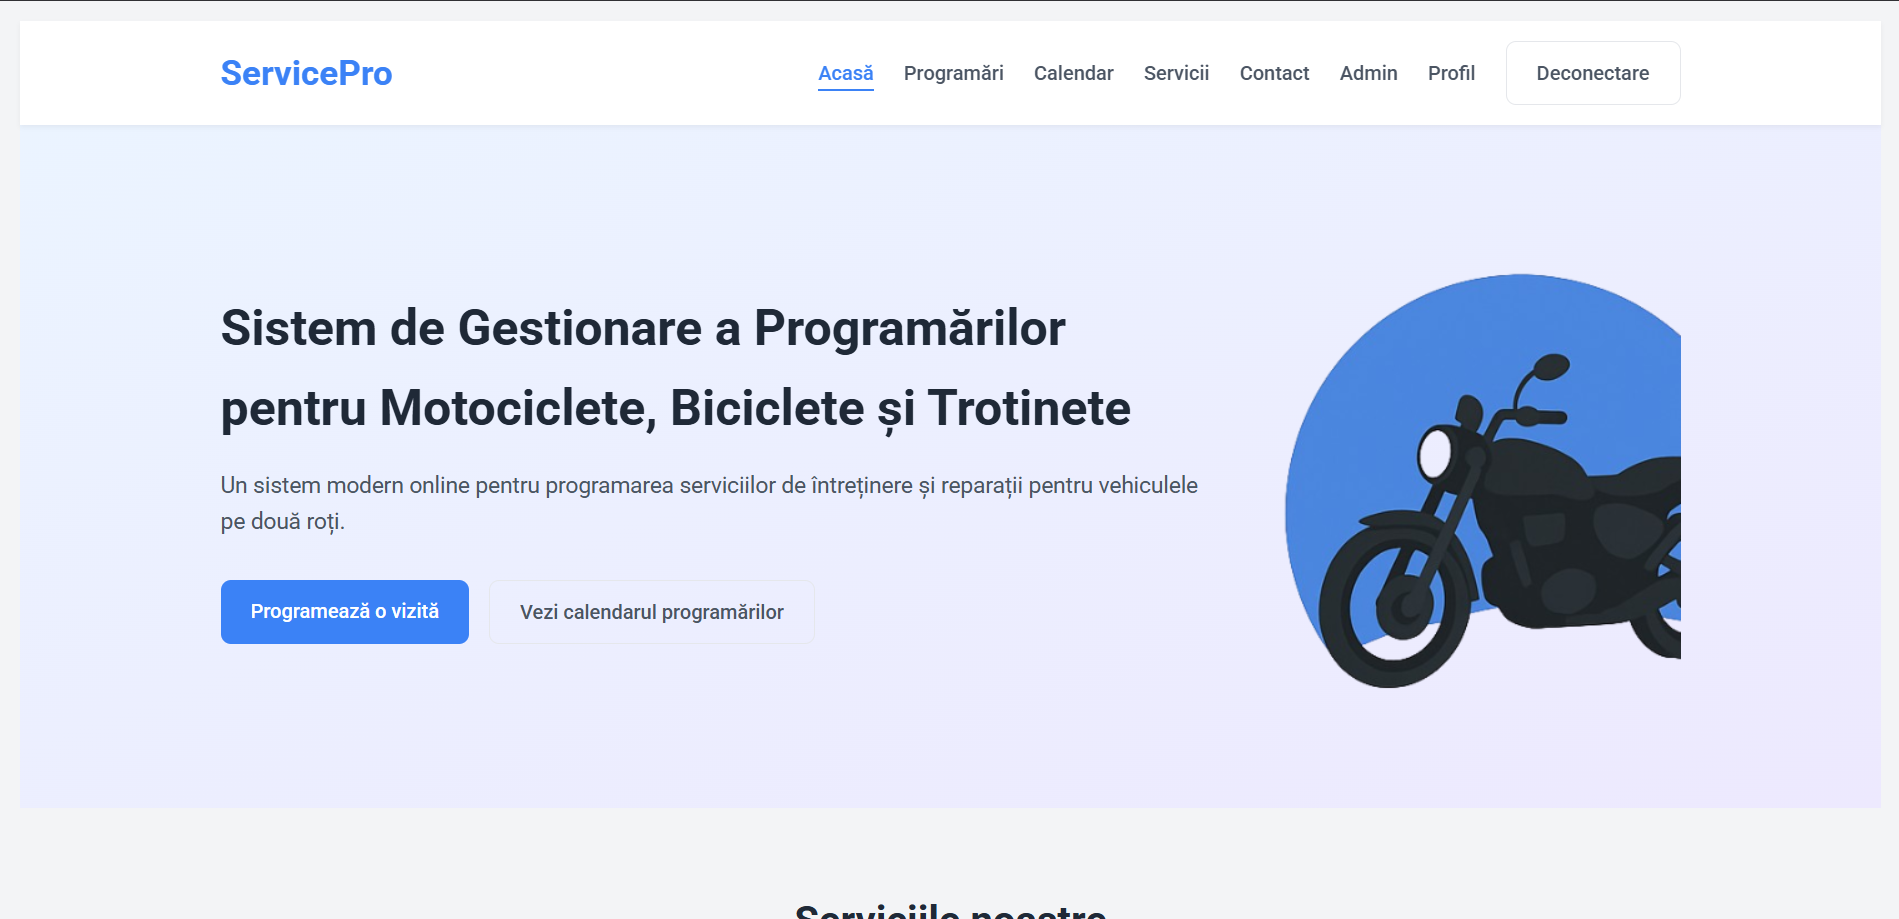 ServicePro
Acasă Programări Calendar Servicii Contact Admin Profil Deconectare
Sistem de Gestionare a Programărilor
pentru Motociclete, Biciclete și Trotinete
Un sistem modern online pentru programarea serviciilor de întreținere și reparații pentru vehiculele
pe două roți.
Programează o vizită
Vezi calendarul programărilor
Serviciile noastre